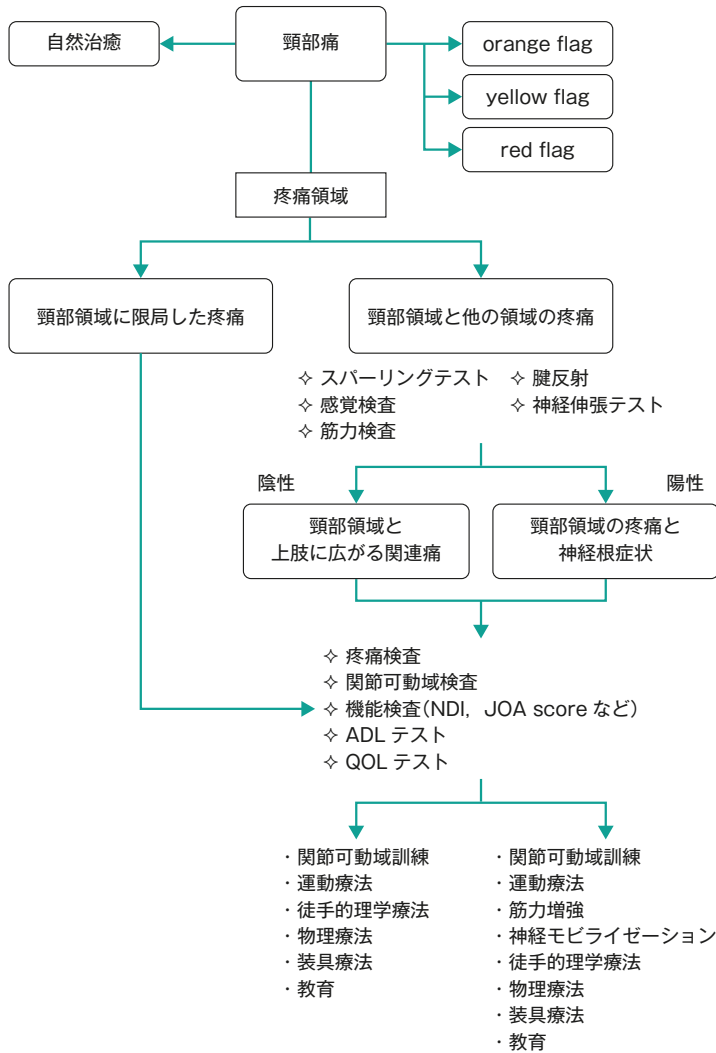 自然治癒
頸部痛
orange flag
yellow flag
red flag
疼痛領域
頸部領域に限局した疼痛
頸部領域と他の領域の疼痛
✧ スパーリングテスト
✧ 感覚検査
✧ 筋力検査
✧ 腱反射
✧ 神経伸張テスト
陰性
陽性
頸部領域と
上肢に広がる関連痛
頸部領域の疼痛と
神経根症状
✧ 疼痛検査
✧ 関節可動域検査
✧ 機能検査(NDI, JOA score など)
✧ ADL テスト
✧ QOL テスト
・関節可動域訓練
・運動療法
・徒手的理学療法
・物理療法
・装具療法
・教育
・関節可動域訓練
・運動療法
・筋力増強
・神経モビライゼーション
・徒手的理学療法
・物理療法
・装具療法
・教育